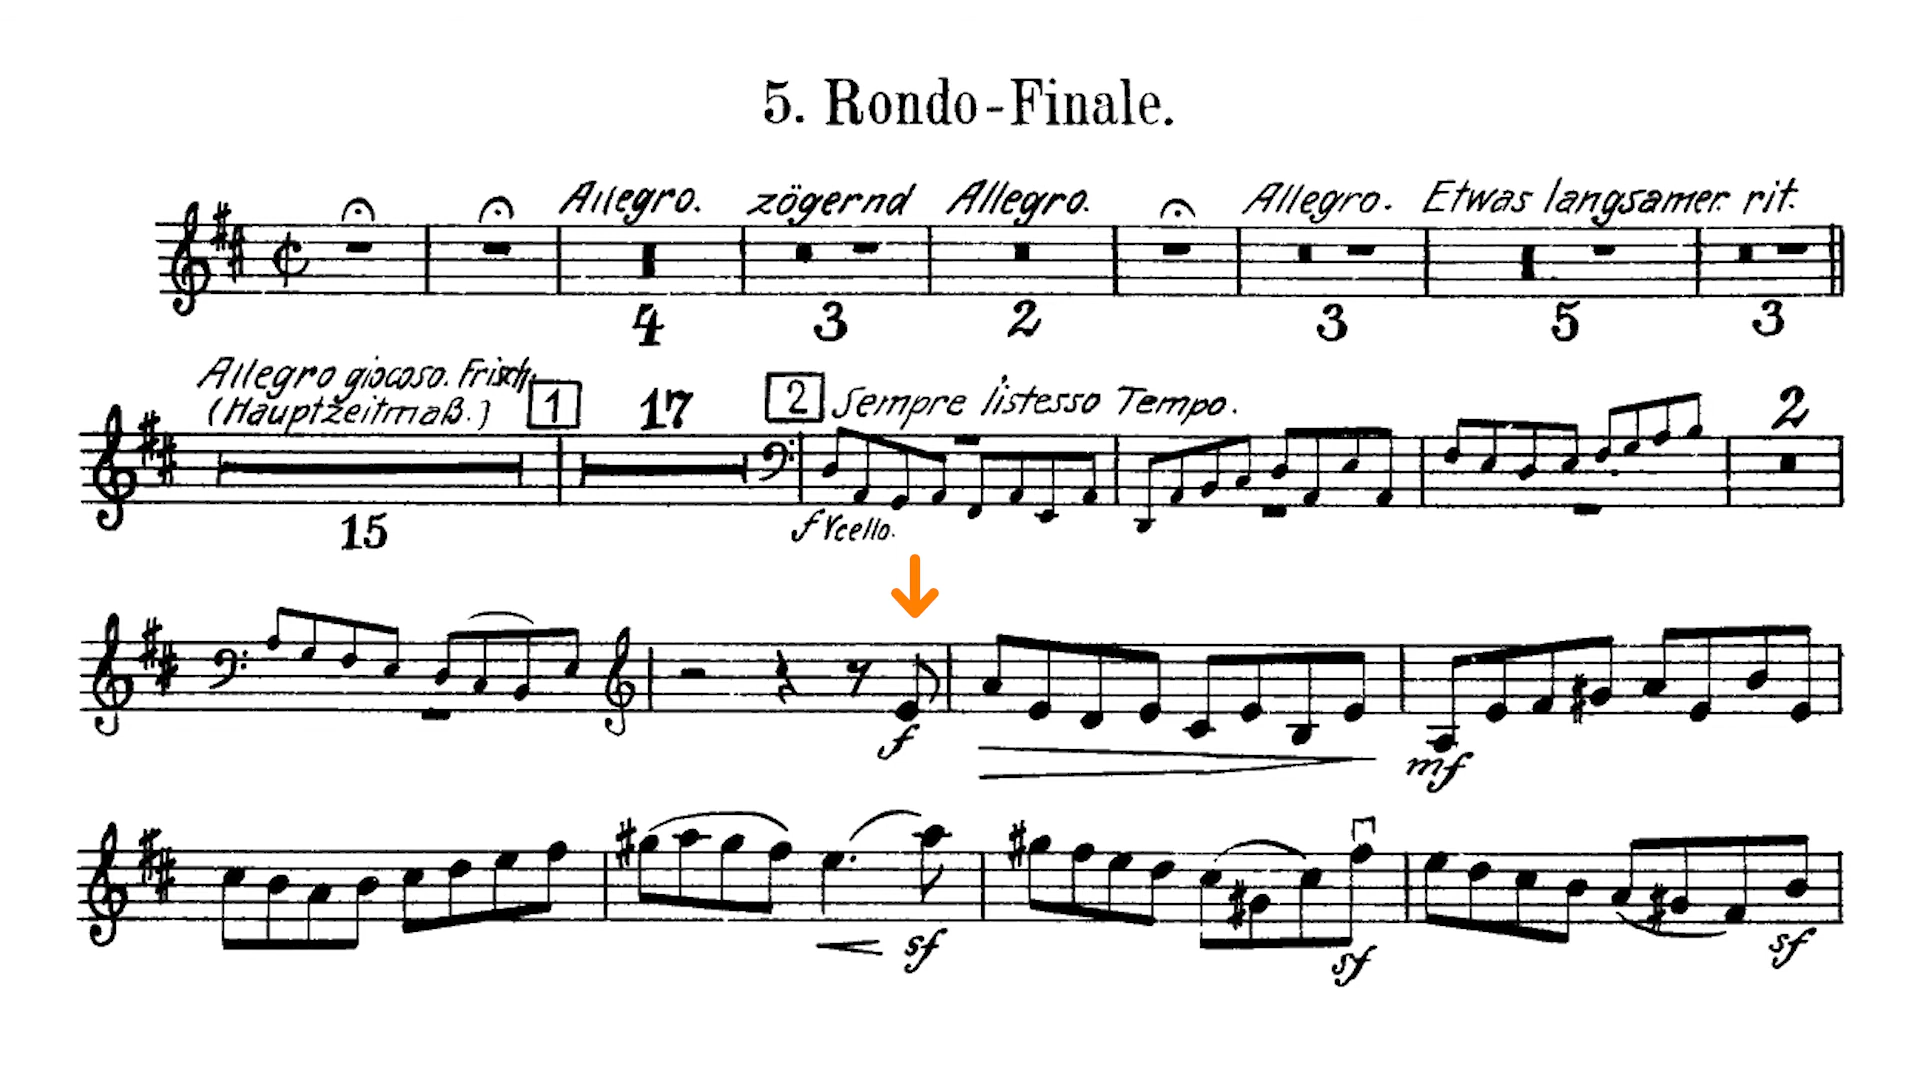 5. Rondo-Finale.
Allegro. zögernd Allegro. Allegro. Etwas langsamer. rit.
4 3 2 3 5 3
Allegro giocoso. Frisch.
(Hauptzeitmaß.) 1 17 2 Sempre l'istesso Tempo. 2
15 f Vcello.
f
mf
sf sf sf